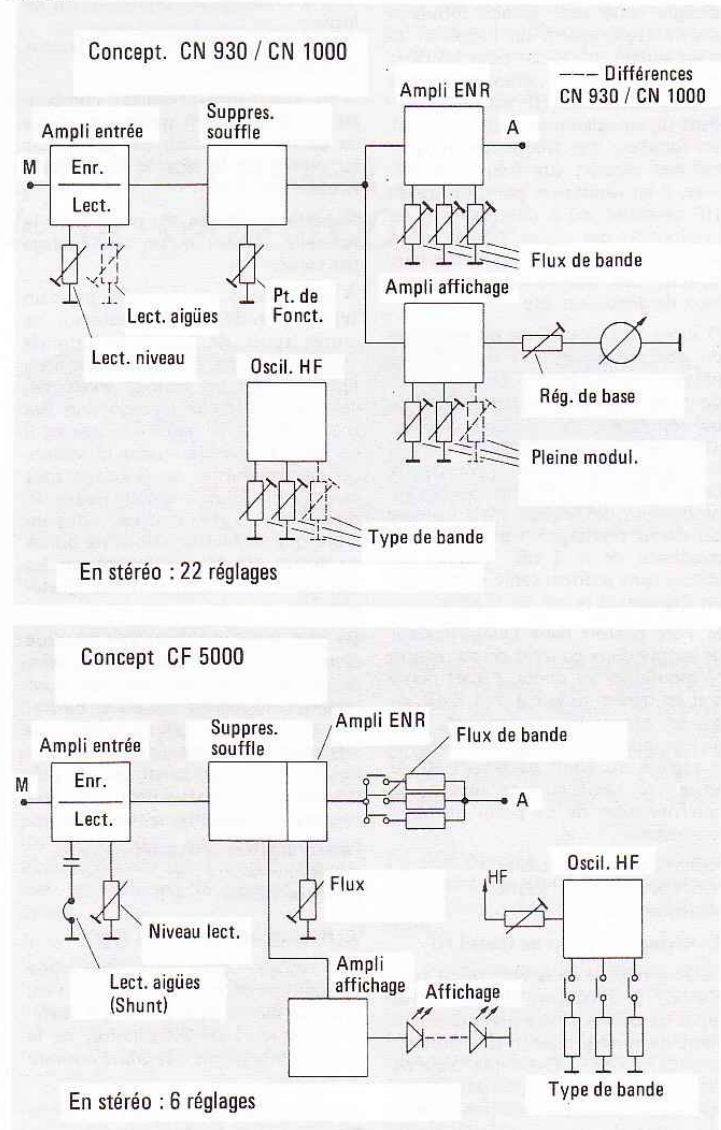 Concept. CN 930 / CN 1000
--- Différences
CN 930 / CN 1000
Ampli ENR
Suppres.
souffle
Ampli entrée
A
M
Enr.
Lect.
Flux de bande
Pt. de
Fonct.
Ampli affichage
Lect. aigües
Lect. niveau
Oscil. HF
Rég. de base
Pleine modul.
Type de bande
En stéréo : 22 réglages
Concept CF 5000
Ampli ENR
Suppres.
souffle
Flux de bande
Ampli entrée
M
Enr.
Lect.
A
Oscil. HF
HF
Flux
Niveau lect.
Lect. aigües
(Shunt)
Ampli
affichage
Affichage
Type de bande
En stéréo : 6 réglages